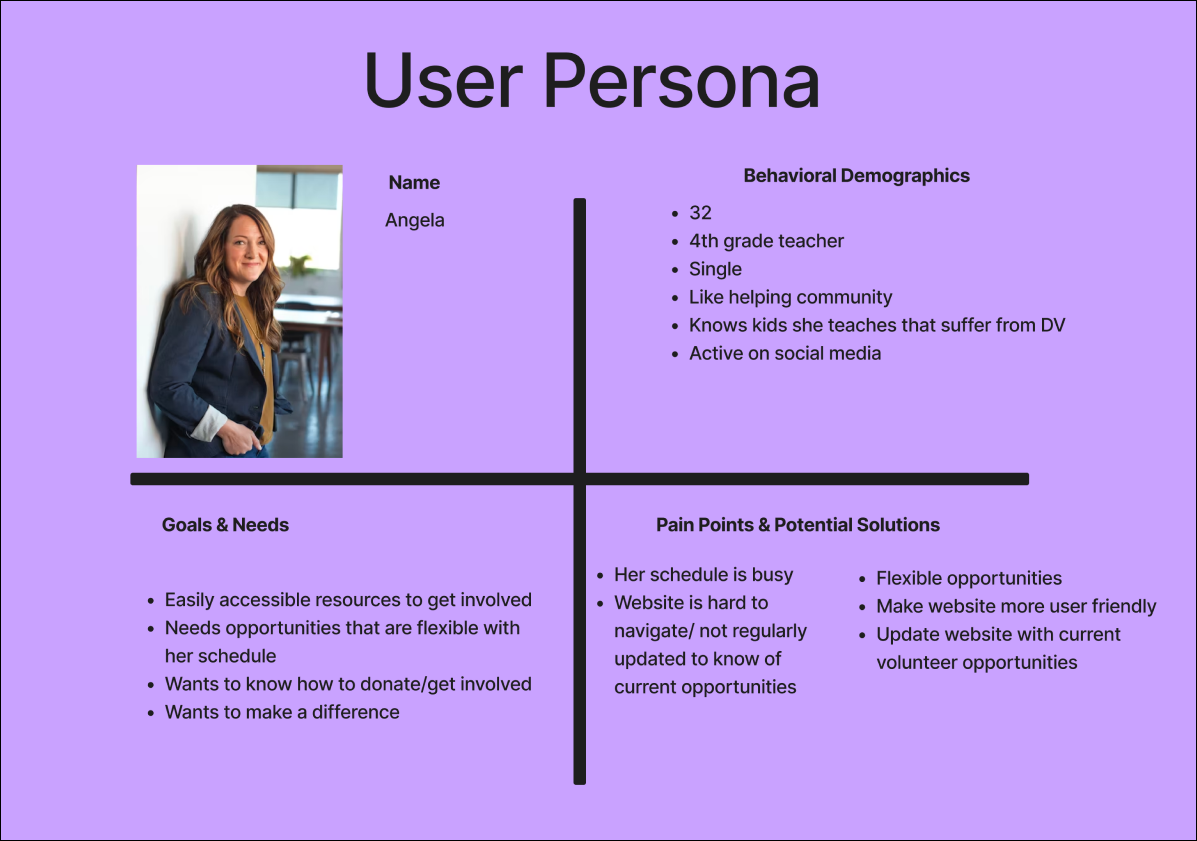 User Persona
Name
Angela
Behavioral Demographics
• 32
• 4th grade teacher
• Single
• Like helping community
• Knows kids she teaches that suffer from DV
• Active on social media
Goals & Needs
• Easily accessible resources to get involved
• Needs opportunities that are flexible with
her schedule
• Wants to know how to donate/get involved
• Wants to make a difference
Pain Points & Potential Solutions
• Her schedule is busy
• Website is hard to
navigate/ not regularly
updated to know of
current opportunities
• Flexible opportunities
• Make website more user friendly
• Update website with current
volunteer opportunities